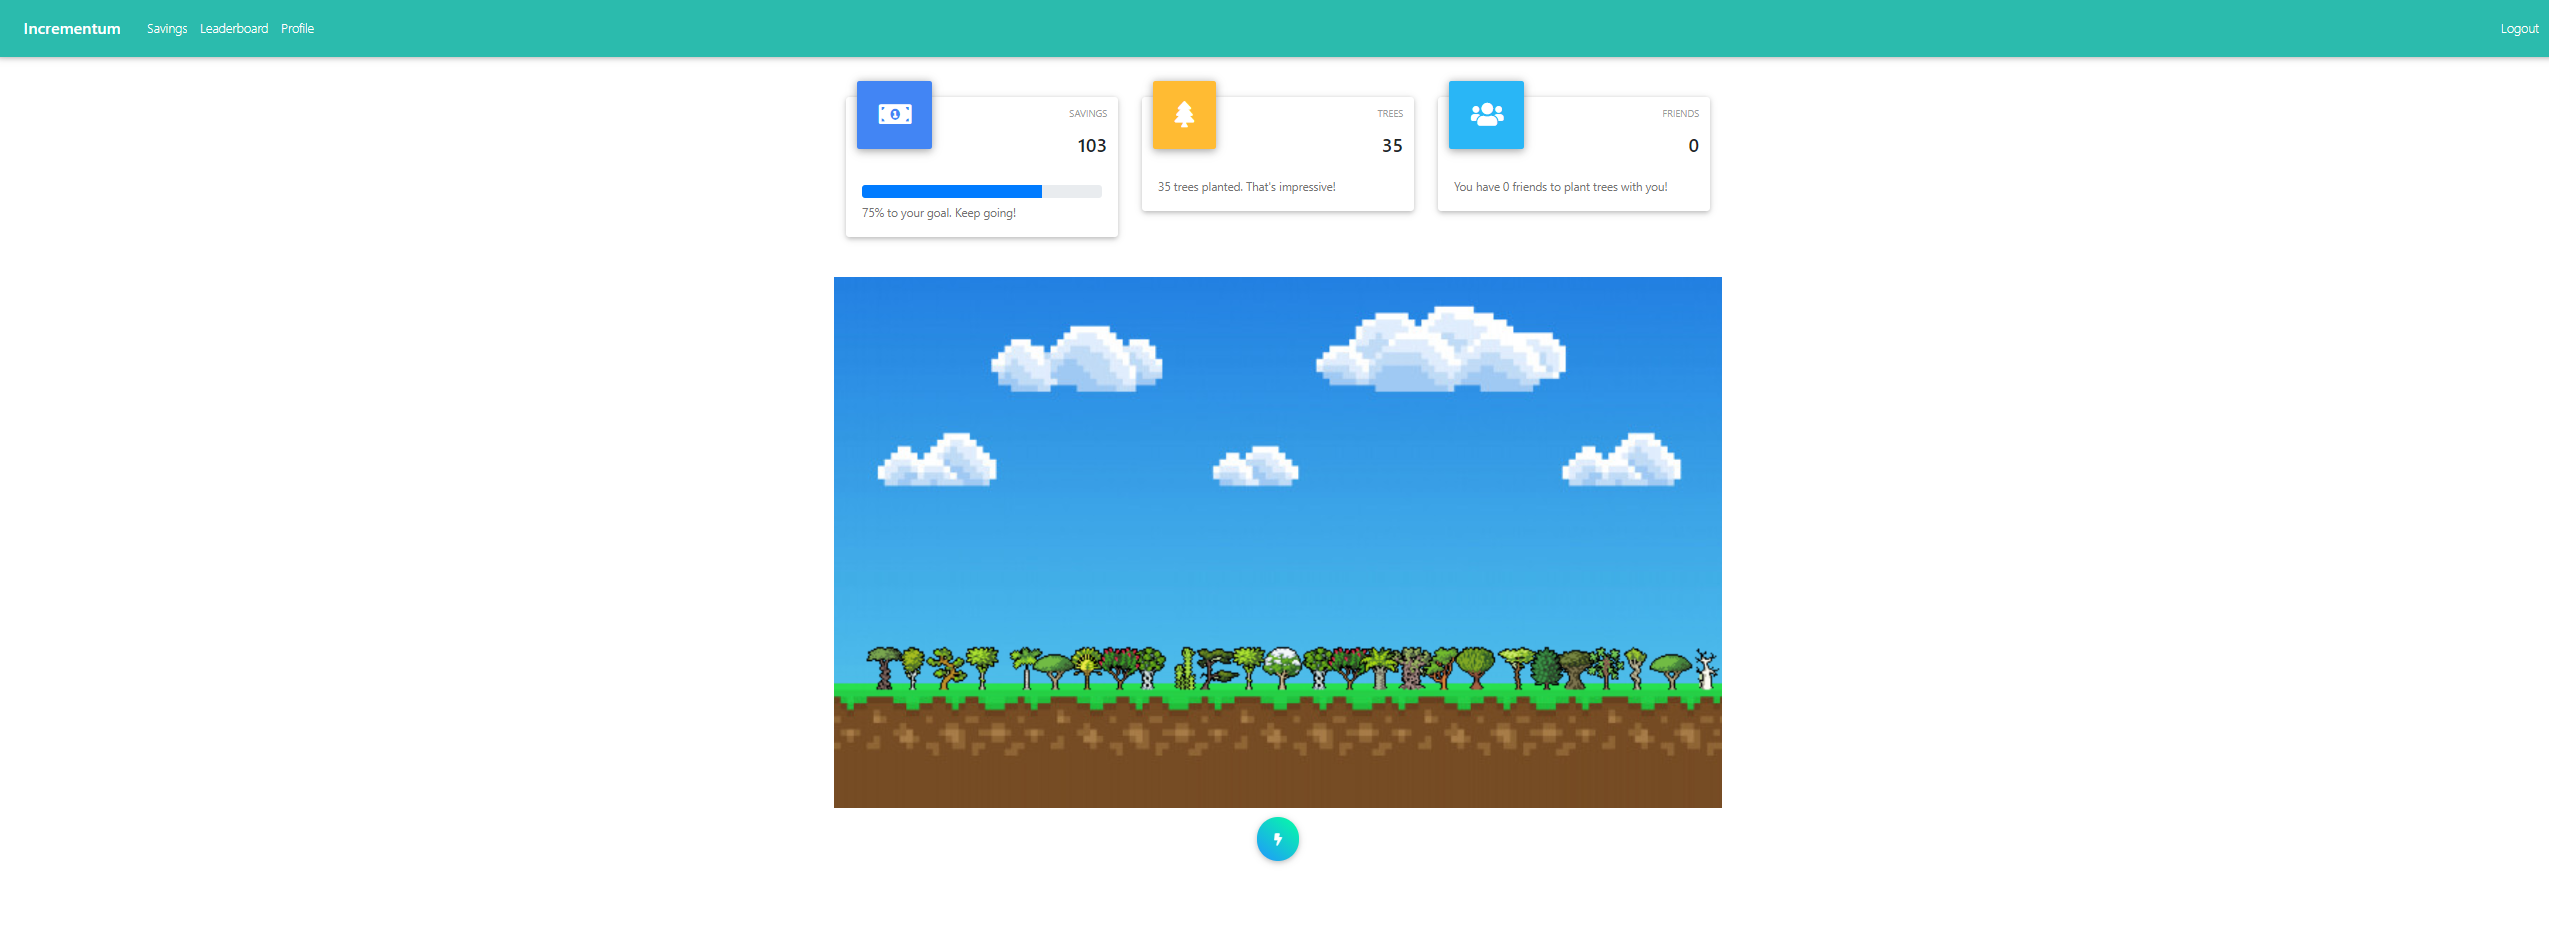 Incrementum Savings Leaderboard Profile Logout
SAVINGS
103
75% to your goal. Keep going!
TREES
35
35 trees planted. That's impressive!
FRIENDS
0
You have 0 friends to plant trees with you!